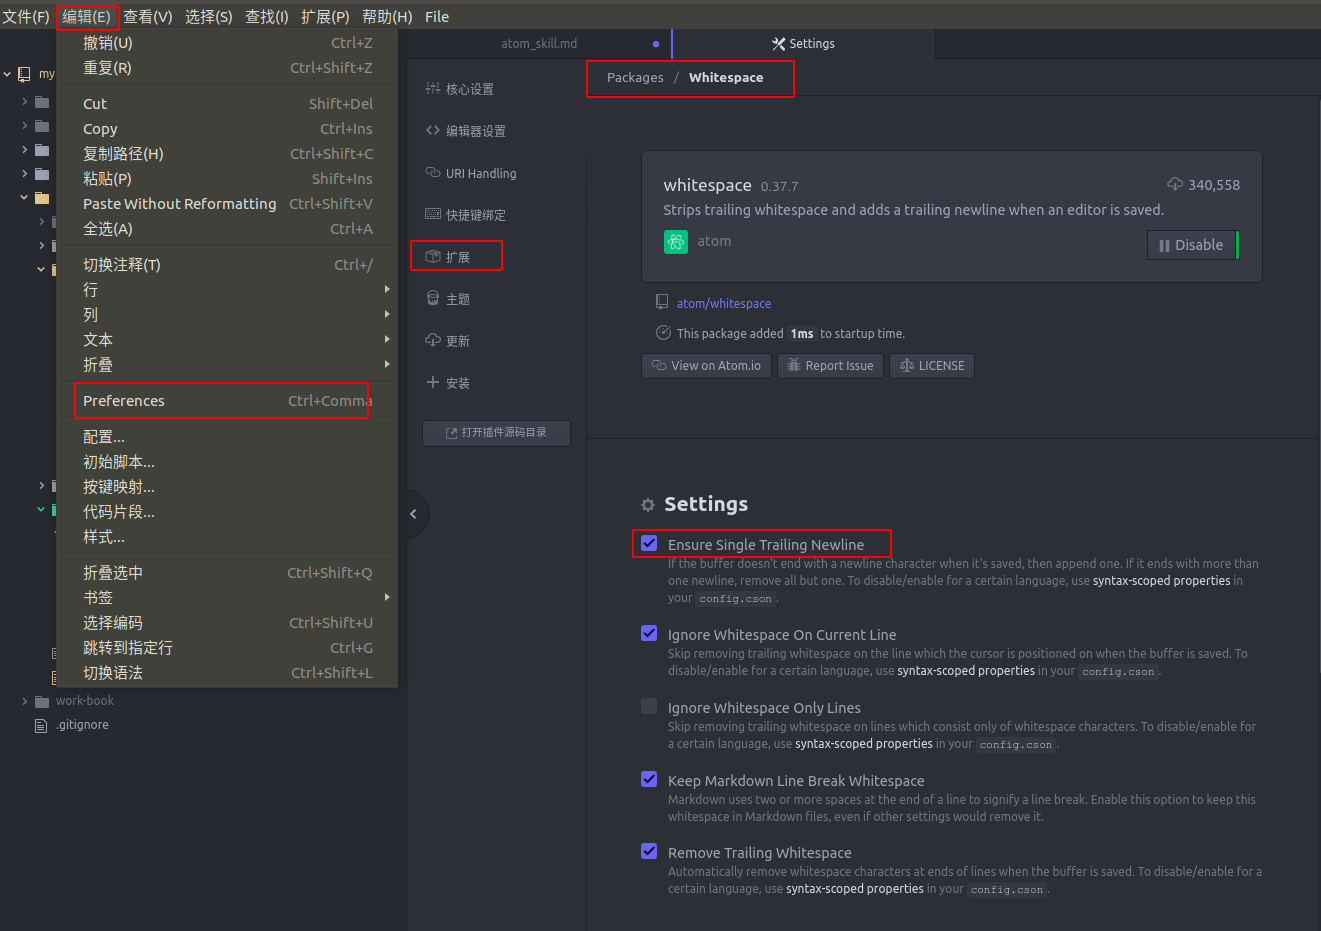 文件(F) 编辑(E) 查看(V) 选择(S) 查找(I) 扩展(P) 帮助(H) File
撤销(U) Ctrl+Z
重复(R) Ctrl+Shift+Z
Cut Shift+Del
Copy Ctrl+Ins
复制路径(H) Ctrl+Shift+C
粘贴(P) Shift+Ins
Paste Without Reformatting Ctrl+Shift+V
全选(A) Ctrl+A
切换注释(T) Ctrl+/
行
列
文本
折叠
Preferences Ctrl+Comma
配置...
初始脚本...
按键映射...
代码片段...
样式...
折叠选中 Ctrl+Shift+Q
书签
选择编码 Ctrl+Shift+U
跳转到指定行 Ctrl+G
切换语法 Ctrl+Shift+L
my
work-book
.gitignore
atom_skill.md
Settings
核心设置
编辑器设置
URI Handling
快捷键绑定
扩展
主题
更新
安装
打开插件源码目录
Packages / Whitespace
whitespace 0.37.7
340,558
Strips trailing whitespace and adds a trailing newline when an editor is saved.
atom
Disable
atom/whitespace
This package added 1ms to startup time.
View on Atom.io
Report Issue
LICENSE
Settings
Ensure Single Trailing Newline
If the buffer doesn't end with a newline character when it's saved, then append one. If it ends with more than
one newline, remove all but one. To disable/enable for a certain language, use syntax-scoped properties in
your config.cson.
Ignore Whitespace On Current Line
Skip removing trailing whitespace on the line which the cursor is positioned on when the buffer is saved. To
disable/enable for a certain language, use syntax-scoped properties in your config.cson.
Ignore Whitespace Only Lines
Skip removing trailing whitespace on lines which consist only of whitespace characters. To disable/enable for
a certain language, use syntax-scoped properties in your config.cson.
Keep Markdown Line Break Whitespace
Markdown uses two or more spaces at the end of a line to signify a line break. Enable this option to keep this
whitespace in Markdown files, even if other settings would remove it.
Remove Trailing Whitespace
Automatically remove whitespace characters at ends of lines when the buffer is saved. To disable/enable for a
certain language, use syntax-scoped properties in your config.cson.